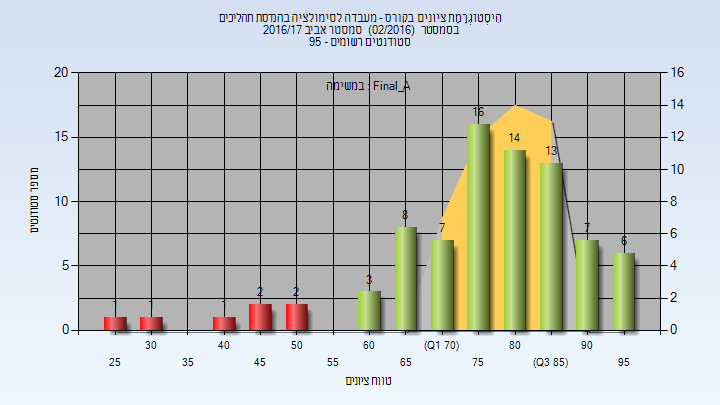 הִיסְטוֹגְרָמַת ציונים בקורס - מעבדה לסימולציה בהנדסת תהליכים
בסמסטר (02/2016) סמסטר אביב 2016/17
סטודנטים רשומים - 95
במשימה : Final_A
20 16
14
15 12
10
10 8
6
5 4
2
0 0
מספר סטודנטים
1 1 1 2 2 3 8 7 16 14 13 7 6
30 40 50 60 (Q1 70) 80 90
25 35 45 55 65 75 (Q3 85) 95
טווח ציונים